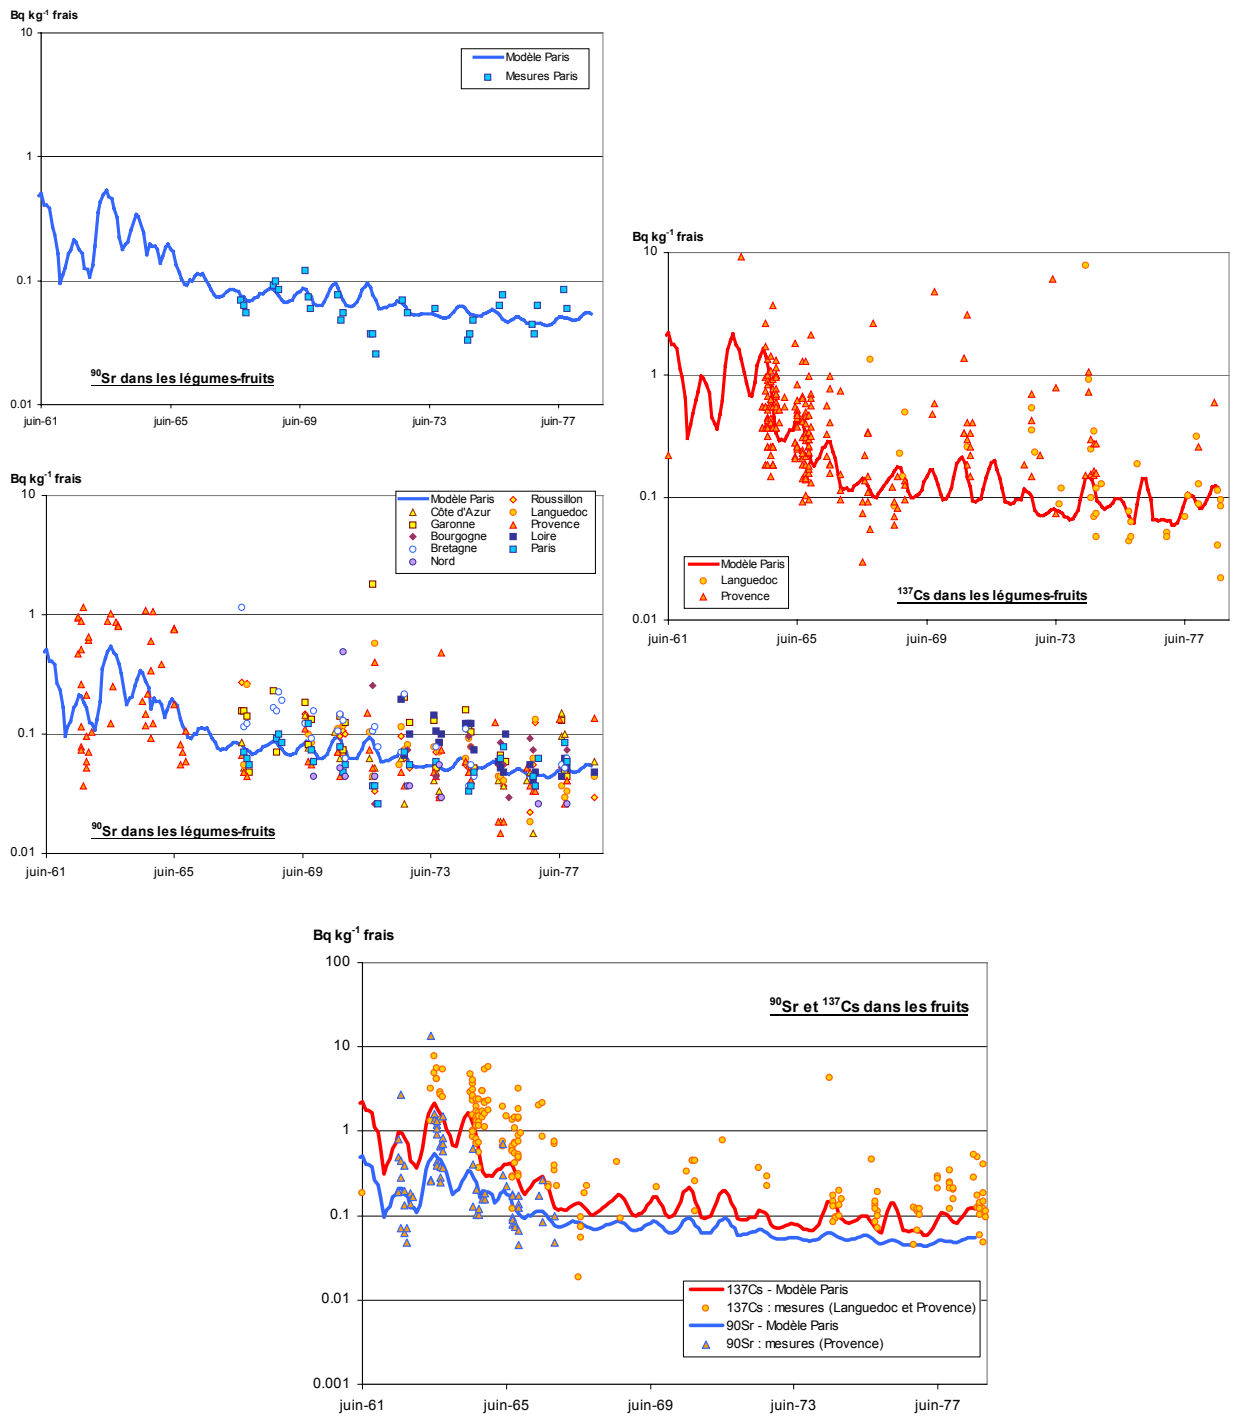 Bq kg⁻¹ frais
10
1
0.1
0.01
Modèle Paris
Mesures Paris
⁹⁰Sr dans les légumes-fruits
juin-61
juin-65
juin-69
juin-73
juin-77
Bq kg⁻¹ frais
10
1
0.1
0.01
Modèle Paris
Languedoc
Provence
¹³⁷Cs dans les légumes-fruits
juin-61
juin-65
juin-69
juin-73
juin-77
Bq kg⁻¹ frais
10
1
0.1
0.01
Modèle Paris
Roussillon
Côte d'Azur
Languedoc
Garonne
Provence
Bourgogne
Loire
Bretagne
Paris
Nord
⁹⁰Sr dans les légumes-fruits
juin-61
juin-65
juin-69
juin-73
juin-77
Bq kg⁻¹ frais
100
10
1
0.1
0.01
0.001
⁹⁰Sr et ¹³⁷Cs dans les fruits
137Cs - Modèle Paris
137Cs : mesures (Languedoc et Provence)
90Sr - Modèle Paris
90Sr : mesures (Provence)
juin-61
juin-65
juin-69
juin-73
juin-77